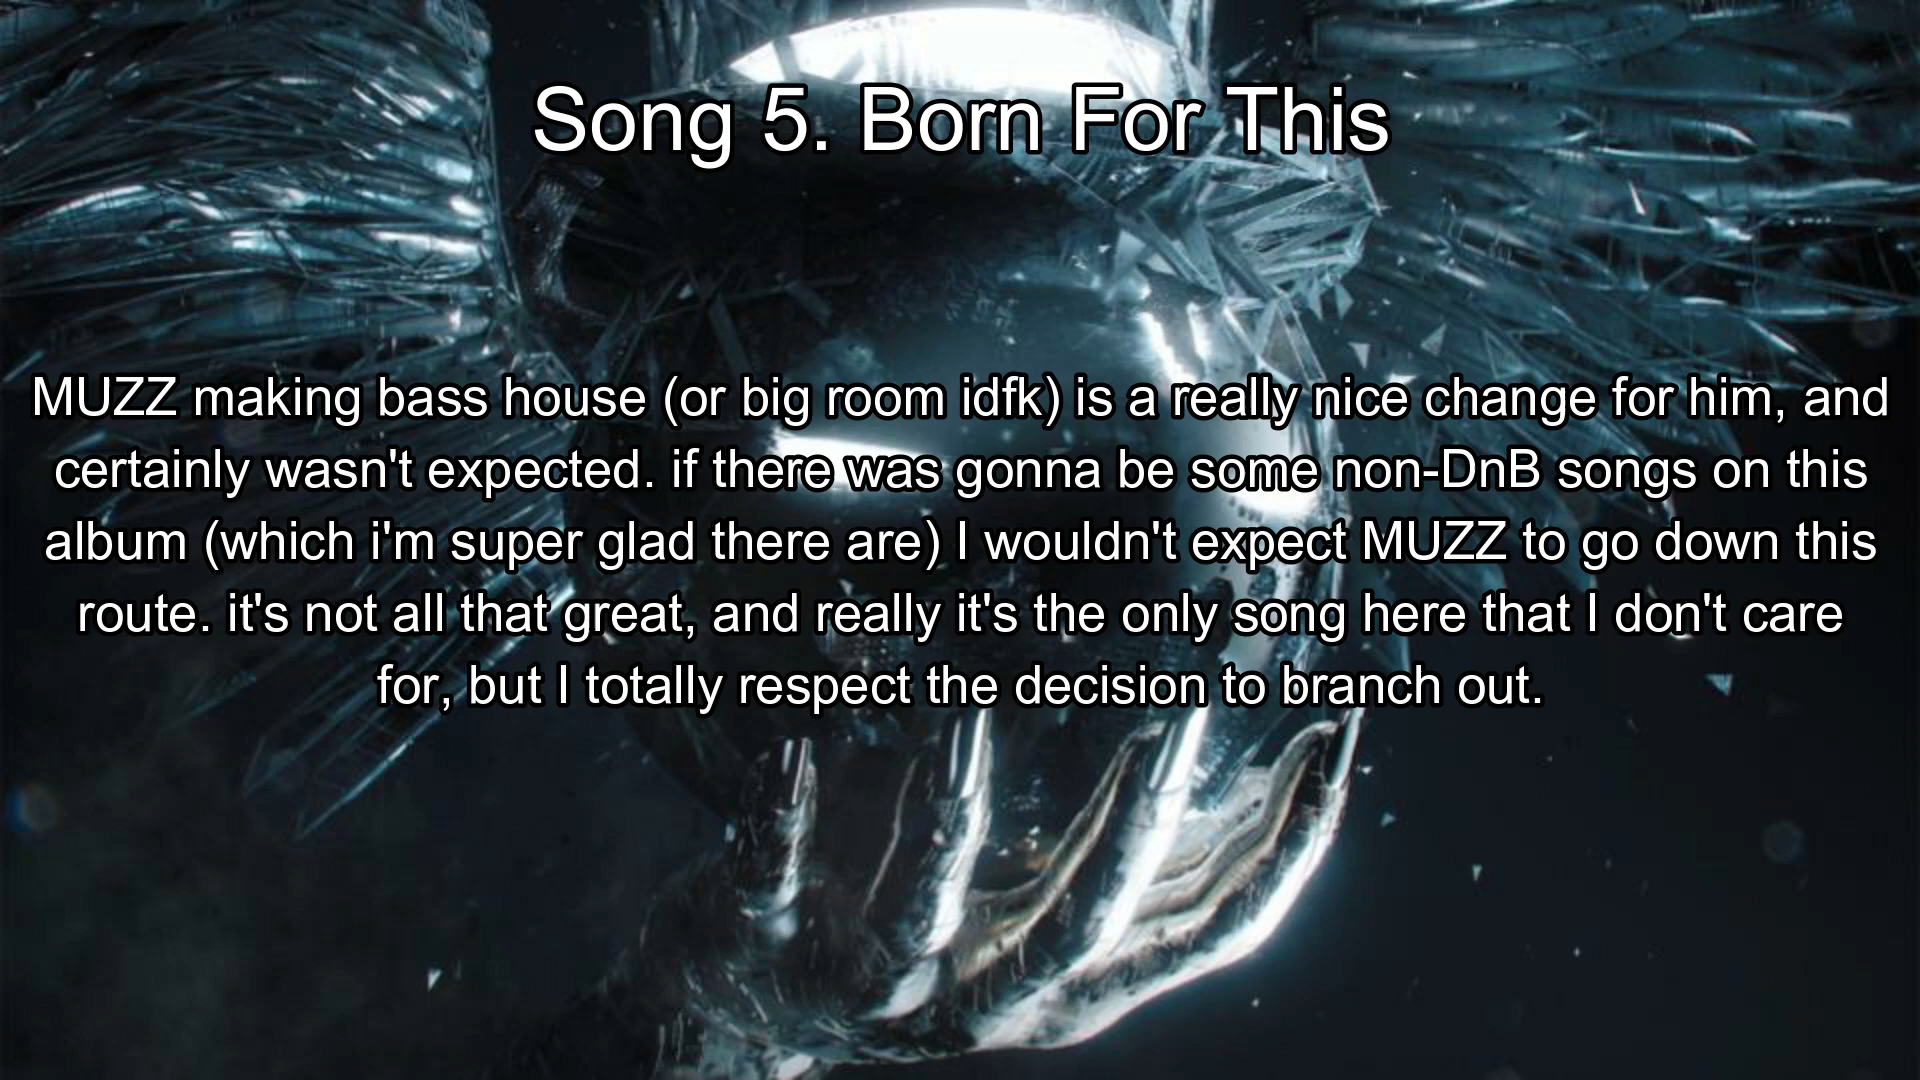 Song 5. Born For This
MUZZ making bass house (or big room idfk) is a really nice change for him, and
certainly wasn't expected. if there was gonna be some non-DnB songs on this
album (which i'm super glad there are) I wouldn't expect MUZZ to go down this
route. it's not all that great, and really it's the only song here that I don't care
for, but I totally respect the decision to branch out.